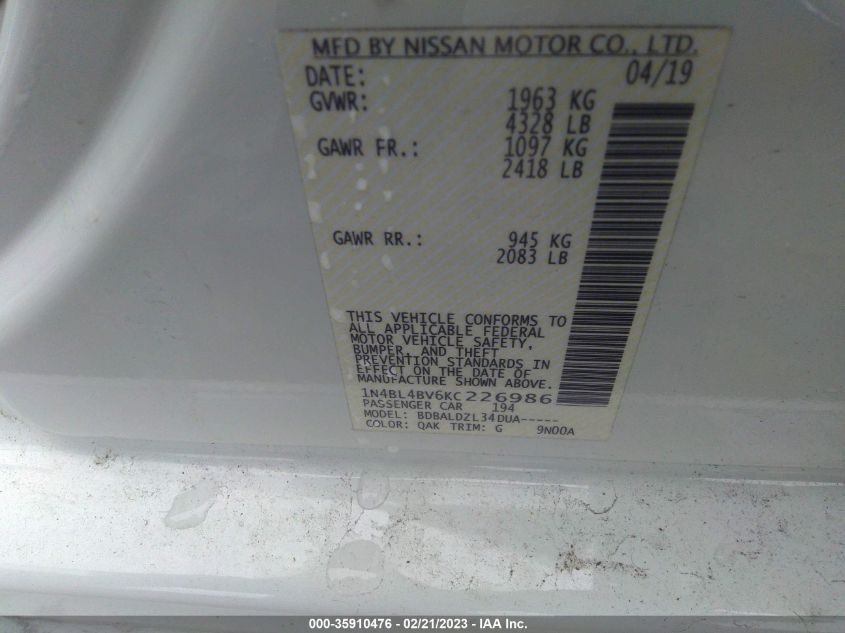 MFD BY NISSAN MOTOR CO., LTD.
DATE: 04/19
GVWR: 1963 KG
4328 LB
GAWR FR.: 1097 KG
2418 LB
GAWR RR.: 945 KG
2083 LB
THIS VEHICLE CONFORMS TO
ALL APPLICABLE FEDERAL
MOTOR VEHICLE SAFETY,
BUMPER, AND THEFT
PREVENTION STANDARDS IN
EFFECT ON THE DATE OF
MANUFACTURE SHOWN ABOVE.
1N4BL4BV6KC226986
PASSENGER CAR 194
MODEL: BDBALDZL34DUA-----
COLOR: QAK TRIM: G 9N00A
000-35910476 - 02/21/2023 - IAA Inc.